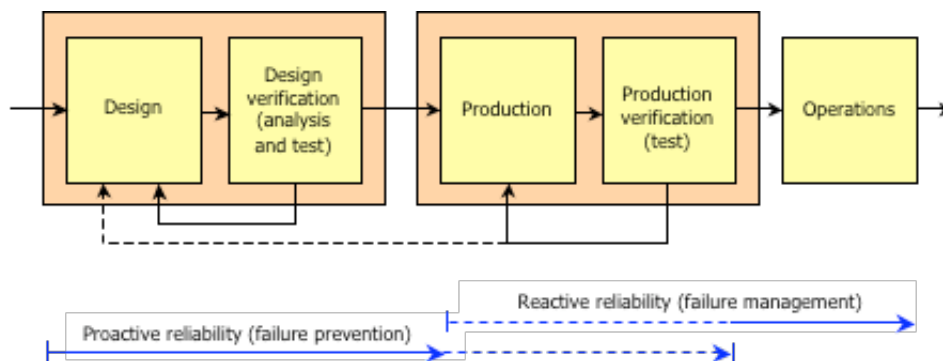 Design
Design
verification
(analysis
and test)
Production
Production
verification
(test)
Operations
Reactive reliability (failure management)
Proactive reliability (failure prevention)